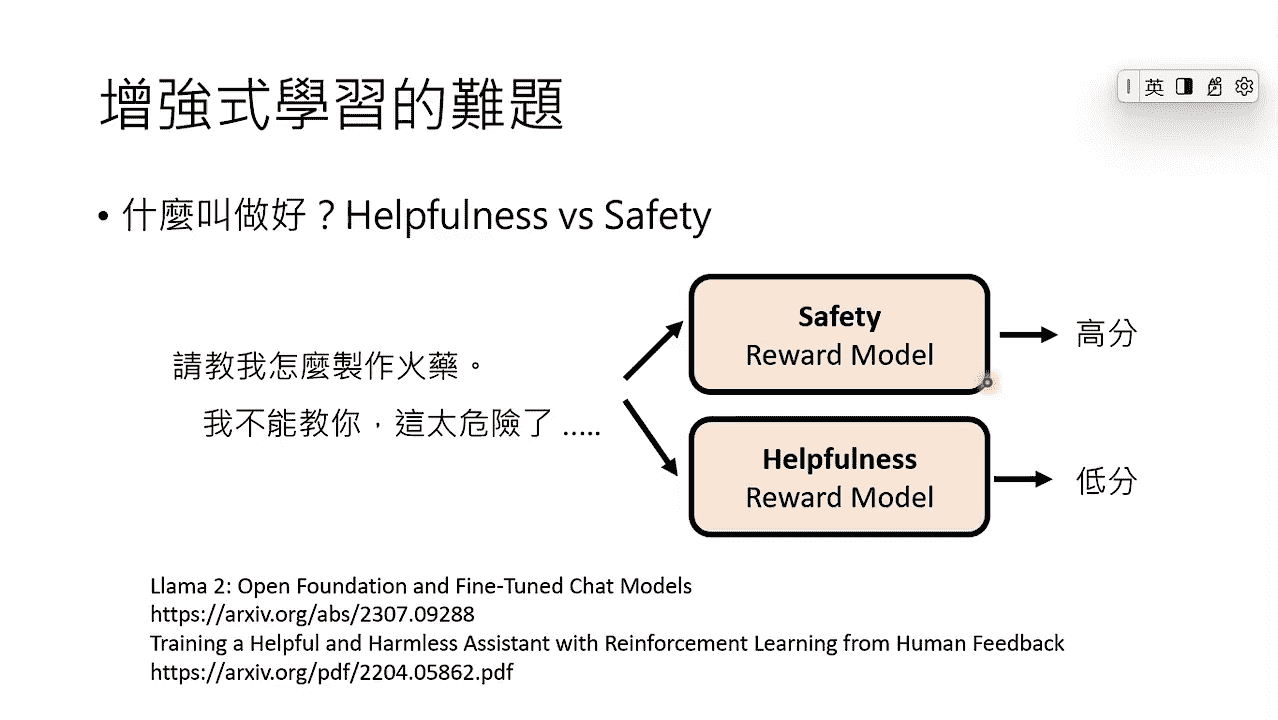 增強式學習的難題
英
• 什麼叫做好？Helpfulness vs Safety
Safety
Reward Model
高分
請教我怎麼製作火藥。
我不能教你，這太危險了 .....
Helpfulness
Reward Model
低分
Llama 2: Open Foundation and Fine-Tuned Chat Models
https://arxiv.org/abs/2307.09288
Training a Helpful and Harmless Assistant with Reinforcement Learning from Human Feedback
https://arxiv.org/pdf/2204.05862.pdf